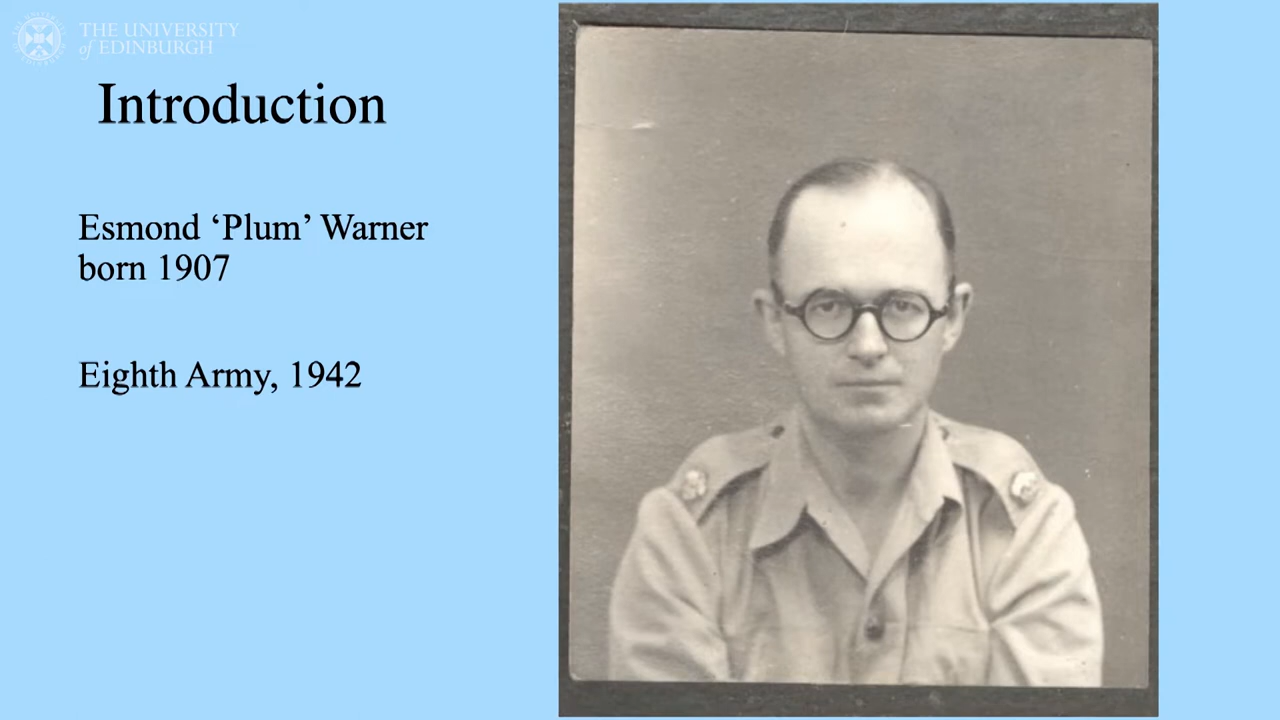 THE UNIVERSITY
of EDINBURGH
Introduction
Esmond ‘Plum’ Warner
born 1907
Eighth Army, 1942